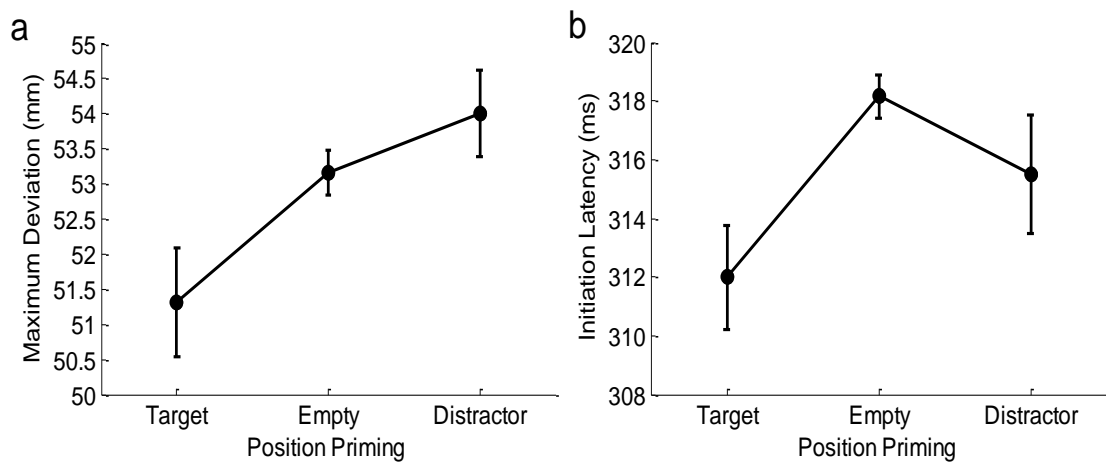 a
Maximum Deviation (mm)
55
54.5
54
53.5
53
52.5
52
51.5
51
50.5
50
Target Empty Distractor
Position Priming
b
Initiation Latency (ms)
320
318
316
314
312
310
308
Target Empty Distractor
Position Priming